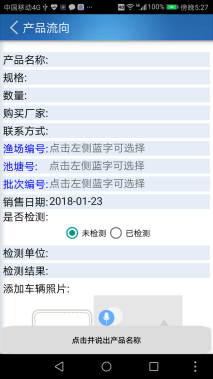 中国移动4G 100% 傍晚5:27
产品流向
产品名称:
规格:
数量:
购买厂家:
联系方式:
渔场编号: 点击左侧蓝字可选择
池塘号: 点击左侧蓝字可选择
批次编号: 点击左侧蓝字可选择
销售日期: 2018-01-23
是否检测:
未检测 已检测
检测单位:
检测结果:
添加车辆照片:
点击并说出产品名称